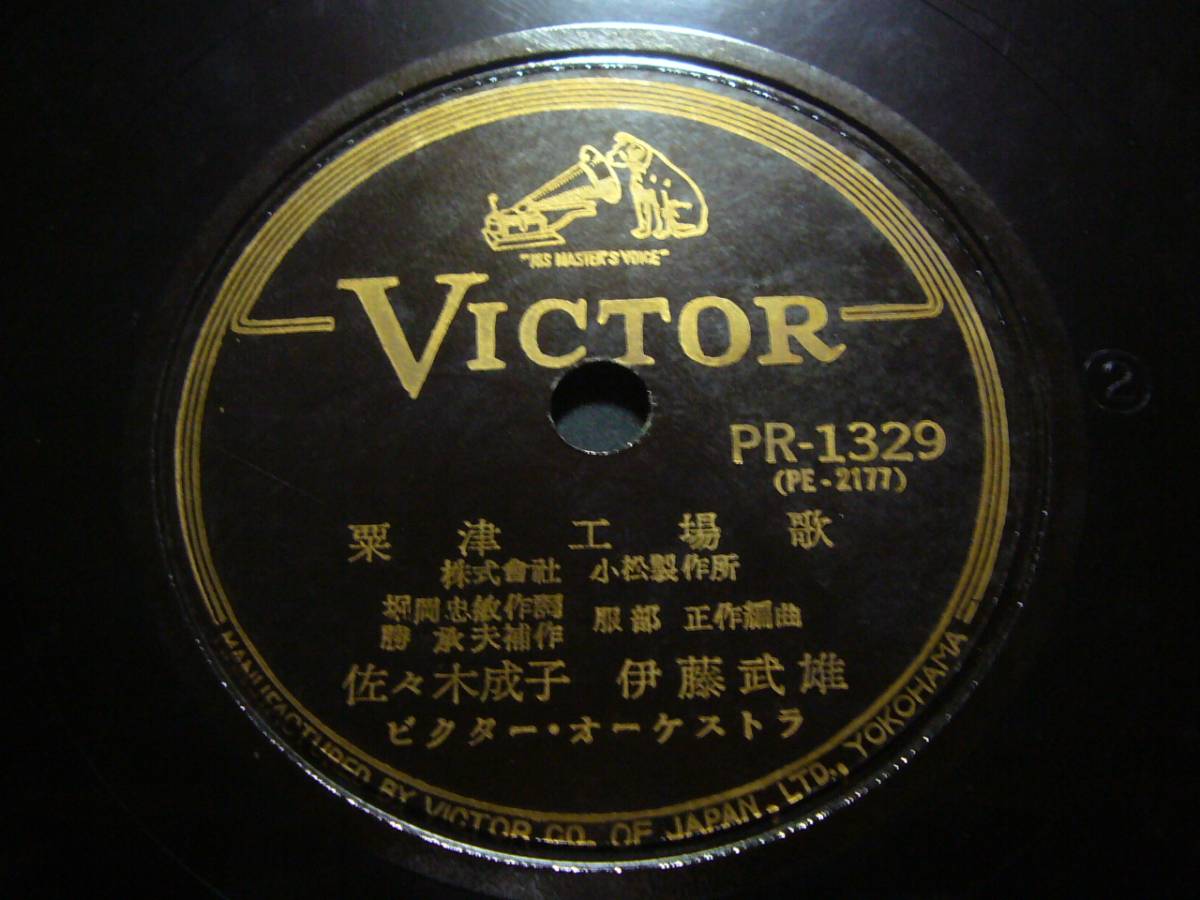 "HIS MASTER'S VOICE"
VICTOR
PR-1329
(PE-2177)
粟津工場歌
株式會社 小松製作所
堀岡忠敏作詞
勝 承夫補作
服部 正作編曲
佐々木成子 伊藤武雄
ビクター・オーケストラ
MANUFACTURED BY VICTOR CO. OF JAPAN, LTD., YOKOHAMA
2